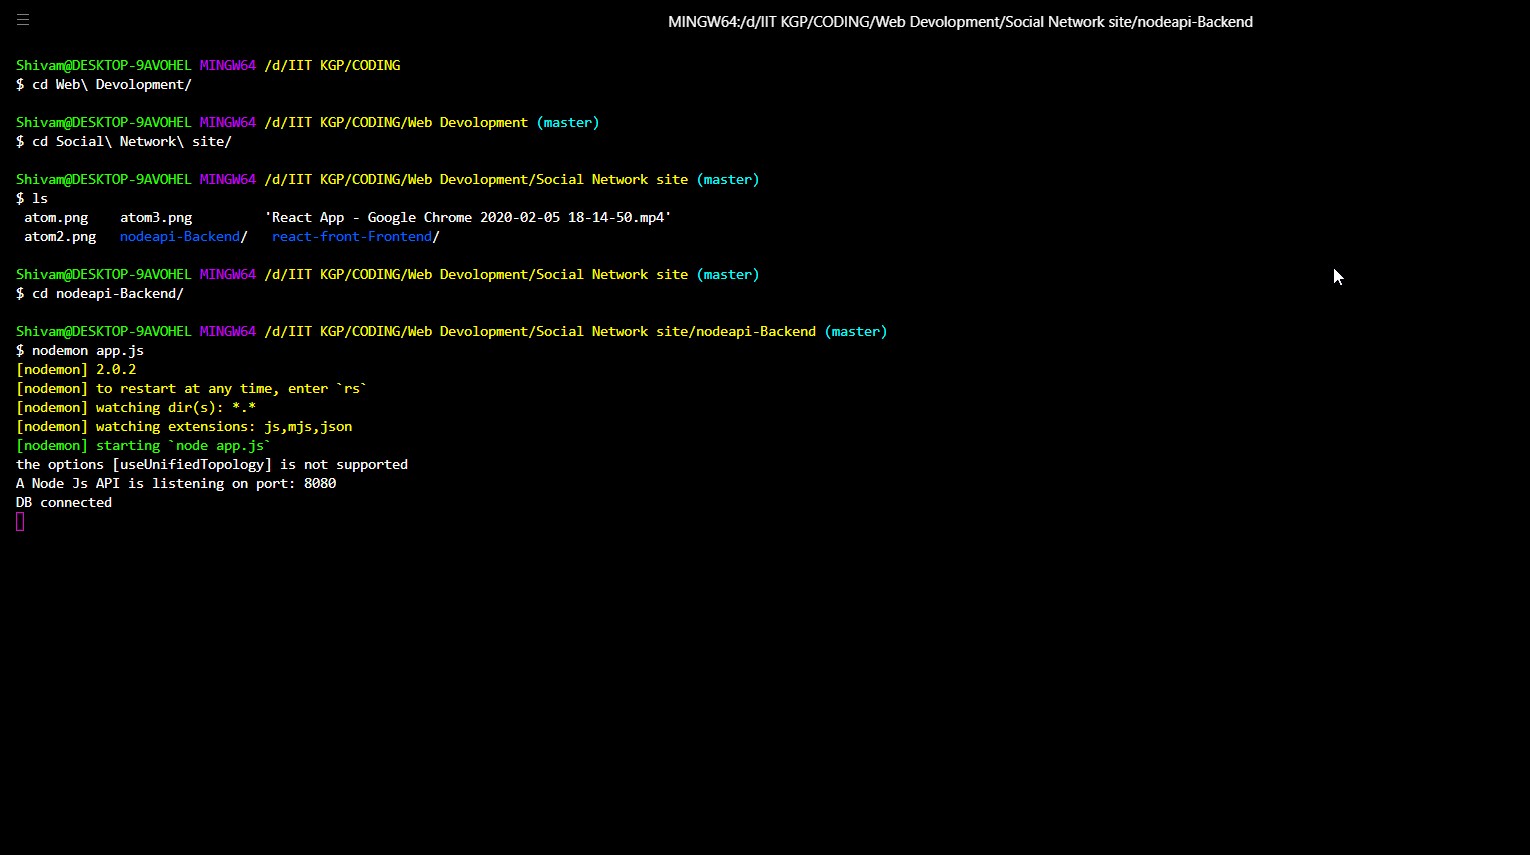 MINGW64:/d/IIT KGP/CODING/Web Devolopment/Social Network site/nodeapi-Backend
Shivam@DESKTOP-9AVOHEL MINGW64 /d/IIT KGP/CODING
$ cd Web\ Devolopment/
Shivam@DESKTOP-9AVOHEL MINGW64 /d/IIT KGP/CODING/Web Devolopment (master)
$ cd Social\ Network\ site/
Shivam@DESKTOP-9AVOHEL MINGW64 /d/IIT KGP/CODING/Web Devolopment/Social Network site (master)
$ ls
atom.png    atom3.png         'React App - Google Chrome 2020-02-05 18-14-50.mp4'
atom2.png   nodeapi-Backend/   react-front-Frontend/
Shivam@DESKTOP-9AVOHEL MINGW64 /d/IIT KGP/CODING/Web Devolopment/Social Network site (master)
$ cd nodeapi-Backend/
Shivam@DESKTOP-9AVOHEL MINGW64 /d/IIT KGP/CODING/Web Devolopment/Social Network site/nodeapi-Backend (master)
$ nodemon app.js
[nodemon] 2.0.2
[nodemon] to restart at any time, enter `rs`
[nodemon] watching dir(s): *.*
[nodemon] watching extensions: js,mjs,json
[nodemon] starting `node app.js`
the options [useUnifiedTopology] is not supported
A Node Js API is listening on port: 8080
DB connected